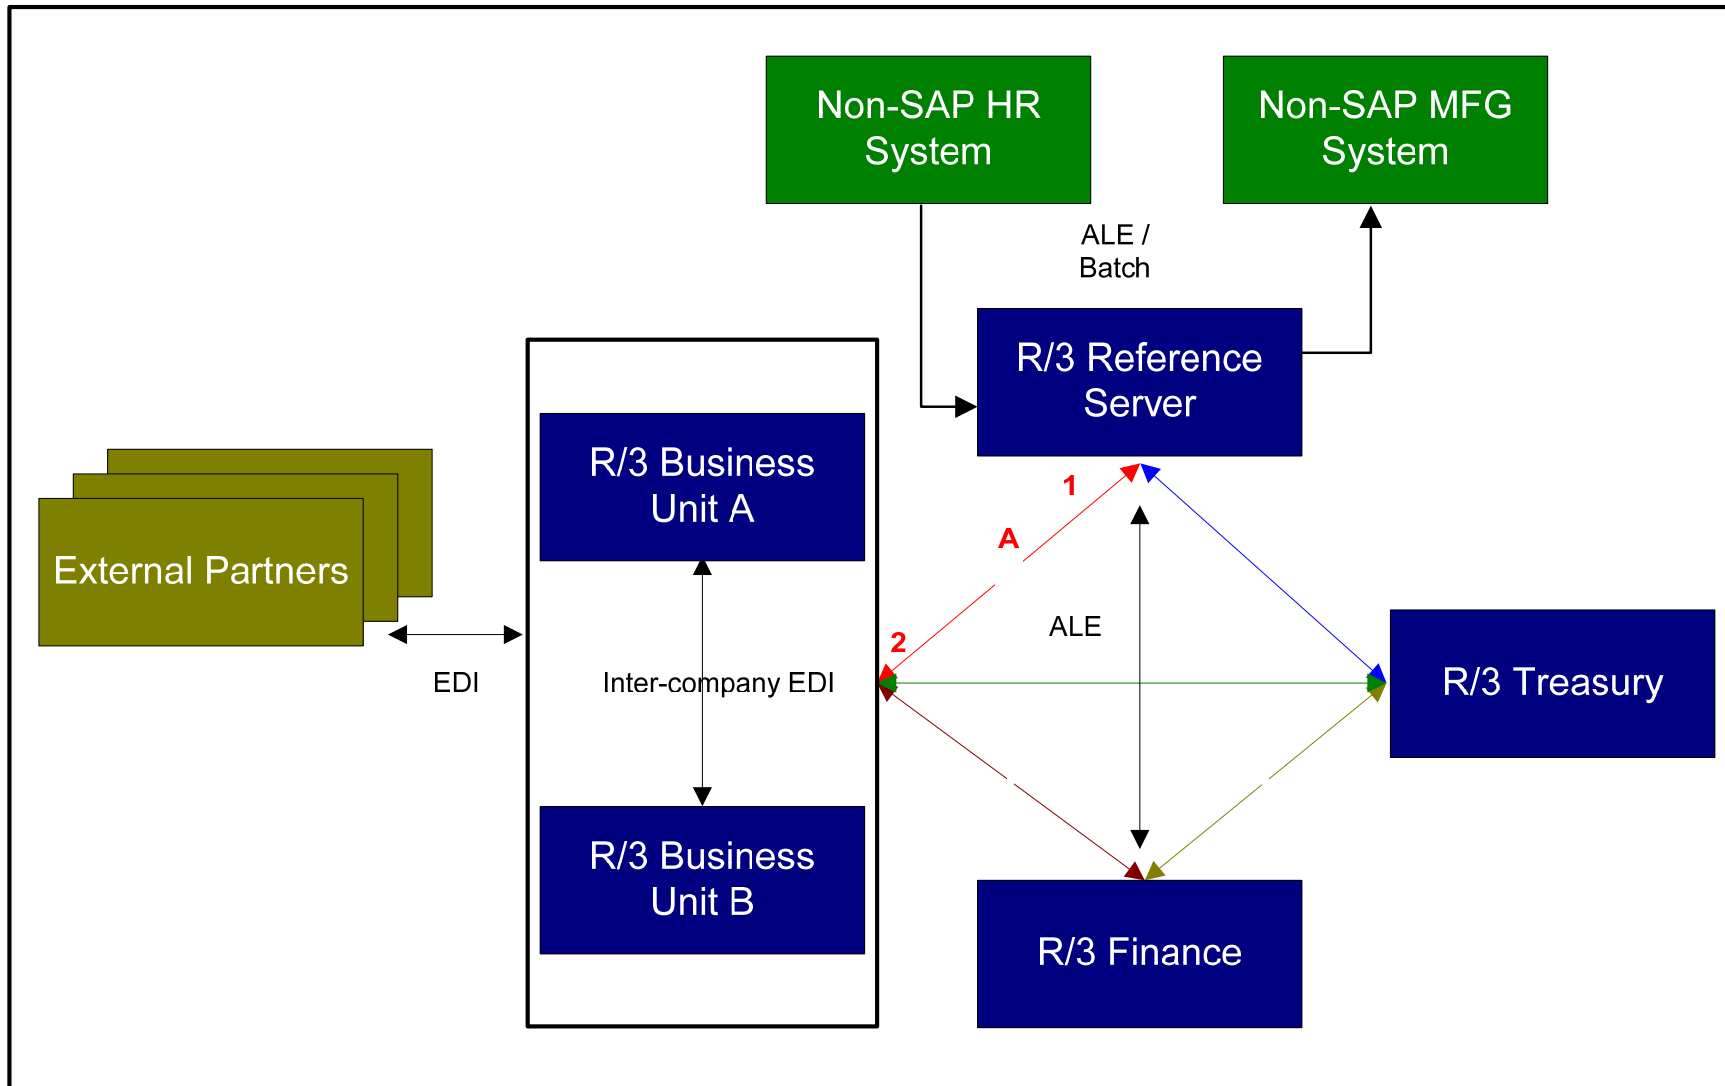 Non-SAP HR
System
Non-SAP MFG
System
ALE /
Batch
R/3 Reference
Server
R/3 Business
Unit A
1
A
External Partners
ALE
2
EDI
Inter-company EDI
R/3 Treasury
R/3 Business
Unit B
R/3 Finance